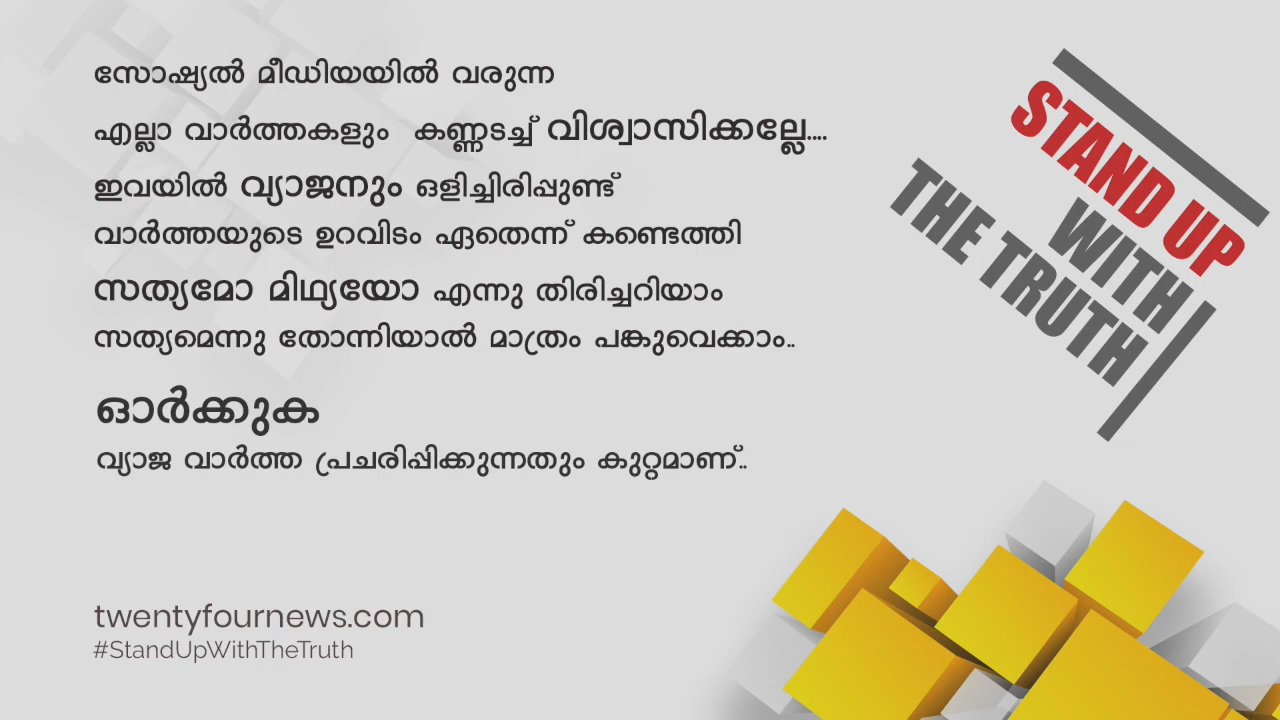 സോഷ്യൽ മീഡിയയിൽ വരുന്ന
എല്ലാ വാർത്തകളും കണ്ണടച്ച് വിശ്വാസിക്കല്ലേ....
ഇവയിൽ വ്യാജനും ഒളിച്ചിരിപ്പുണ്ട്
വാർത്തയുടെ ഉറവിടം ഏതെന്ന് കണ്ടെത്തി
സത്യമോ മിഥ്യയോ എന്നു തിരിച്ചറിയാം
സത്യമെന്നു തോന്നിയാൽ മാത്രം പങ്കുവെക്കാം..
ഓർക്കുക
വ്യാജ വാർത്ത പ്രചരിപ്പിക്കുന്നതും കുറ്റമാണ്..
twentyfournews.com
#StandUpWithTheTruth
STAND UP
WITH
THE TRUTH